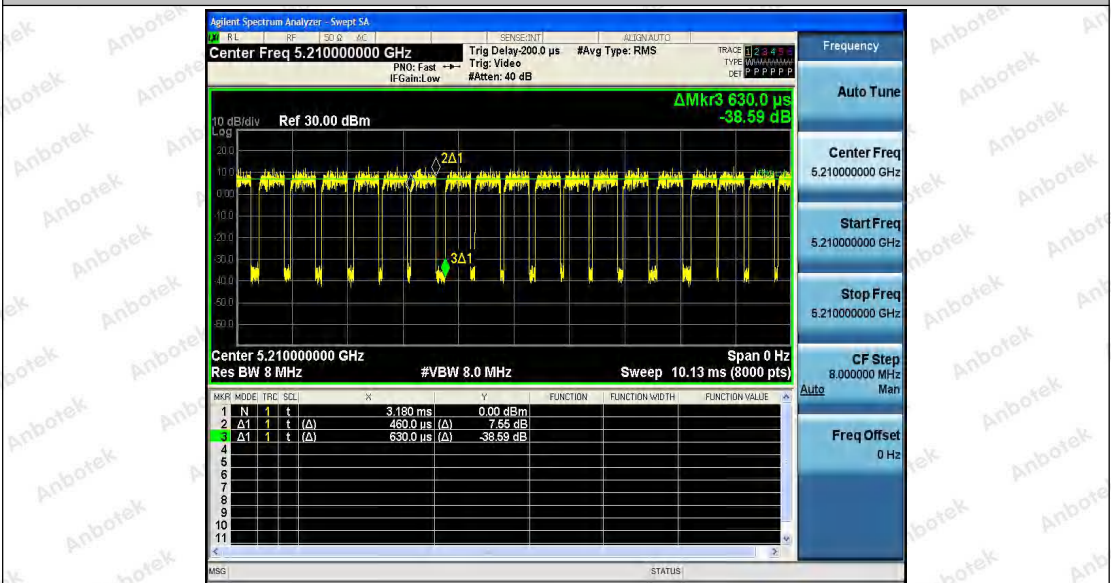 Agilent Spectrum Analyzer - Swept SA
RL RF 50 Ω AC SENSE:INT ALIGNAUTO
Center Freq 5.210000000 GHz
PNO: Fast
IFGain:Low
Trig Delay-200.0 µs
Trig: Video
#Atten: 40 dB
#Avg Type: RMS
TRACE 1 2 3 4 5 6
TYPE
DET P P P P P P
ΔMkr3 630.0 µs
-38.59 dB
10 dB/div Ref 30.00 dBm
Log
20.0
10.0
0.00
-10.0
-20.0
-30.0
-40.0
-50.0
-60.0
2Δ1
3Δ1
Center 5.210000000 GHz Span 0 Hz
Res BW 8 MHz #VBW 8.0 MHz Sweep 10.13 ms (8000 pts)
MKR MODE TRC SCL X Y FUNCTION FUNCTION WIDTH FUNCTION VALUE
1 N 1 t 3.180 ms 0.00 dBm
2 Δ1 1 t (Δ) 460.0 µs (Δ) 7.55 dB
3 Δ1 1 t (Δ) 630.0 µs (Δ) -38.59 dB
4
5
6
7
8
9
10
11
MSG STATUS
Frequency
Auto Tune
Center Freq
5.210000000 GHz
Start Freq
5.210000000 GHz
Stop Freq
5.210000000 GHz
CF Step
8.000000 MHz
Auto Man
Freq Offset
0 Hz
Anbotek